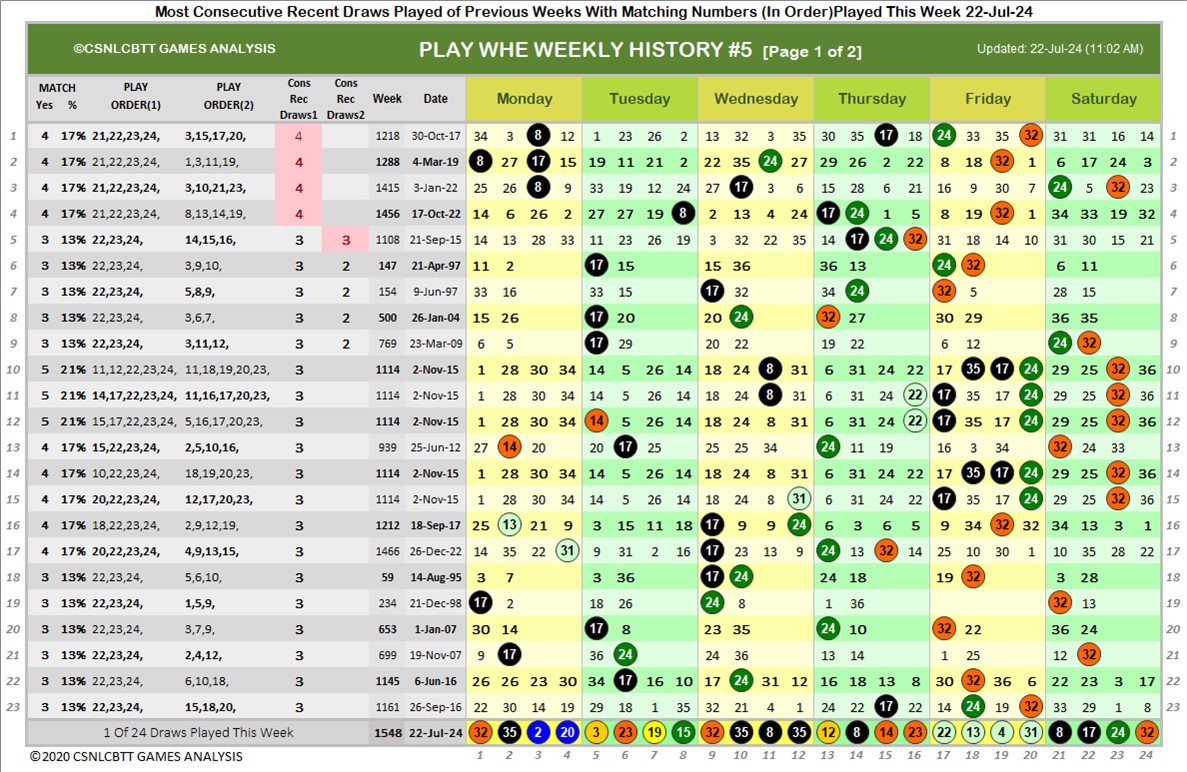 Most Consecutive Recent Draws Played of Previous Weeks With Matching Numbers (In Order)Played This Week 22-Jul-24
©CSNLCBTT GAMES ANALYSIS PLAY WHE WEEKLY HISTORY #5 [Page 1 of 2] Updated: 22-Jul-24 (11:02 AM)
MATCH Yes % PLAY ORDER(1) PLAY ORDER(2) Cons Rec Draws1 Cons Rec Draws2 Week Date Monday Tuesday Wednesday Thursday Friday Saturday
1 4 17% 21,22,23,24, 3,15,17,20, 4 1218 30-Oct-17 34 3 8 12 1 23 26 2 13 32 3 35 30 35 17 18 24 33 35 32 31 31 16 14 1
2 4 17% 21,22,23,24, 1,3,11,19, 4 1288 4-Mar-19 8 27 17 15 19 11 21 2 22 35 24 27 29 26 2 22 8 18 32 1 6 17 24 3 2
3 4 17% 21,22,23,24, 3,10,21,23, 4 1415 3-Jan-22 25 26 8 9 33 19 12 24 27 17 3 6 15 28 6 21 16 9 30 7 24 5 32 23 3
4 4 17% 21,22,23,24, 8,13,14,19, 4 1456 17-Oct-22 14 6 26 2 27 27 19 8 2 13 4 24 17 24 1 5 8 19 32 1 34 33 19 32 4
5 3 13% 22,23,24, 14,15,16, 3 3 1108 21-Sep-15 14 13 28 33 11 23 26 19 3 32 22 35 14 17 24 32 31 18 14 10 31 30 15 21 5
6 3 13% 22,23,24, 3,9,10, 3 2 147 21-Apr-97 11 2 17 15 15 36 36 13 24 32 6 11 6
7 3 13% 22,23,24, 5,8,9, 3 2 154 9-Jun-97 33 16 33 15 17 32 34 24 32 5 28 15 7
8 13% 22,23,24, 3,6,7, 3 2 500 26-Jan-04 15 26 17 20 20 24 32 27 30 29 36 35 8
9 3 13% 22,23,24, 3,11,12, 3 2 769 23-Mar-09 6 5 17 29 20 22 19 22 6 12 24 32 9
10 5 21% 11,12,22,23,24, 11,18,19,20,23, 3 1114 2-Nov-15 1 28 30 34 14 5 26 14 18 24 8 31 6 31 24 22 17 35 17 24 29 25 32 36 10
11 5 21% 14,17,22,23,24, 11,16,17,20,23, 3 1114 2-Nov-15 1 28 30 34 14 5 26 14 18 24 8 31 6 31 24 22 17 35 17 24 29 25 32 36 11
12 5 21% 15,17,22,23,24, 5,16,17,20,23, 3 1114 2-Nov-15 1 28 30 34 14 5 26 14 18 24 8 31 6 31 24 22 17 35 17 24 29 25 32 36 12
13 4 17% 15,22,23,24, 2,5,10,16, 3 939 25-Jun-12 27 14 20 20 17 25 25 25 34 24 11 19 16 3 34 32 24 33 13
14 4 17% 10,22,23,24, 18,19,20,23, 3 1114 2-Nov-15 1 28 30 34 14 5 26 14 18 24 8 31 6 31 24 22 17 35 17 24 29 25 32 36 14
15 4 17% 20,22,23,24, 12,17,20,23, 3 1114 2-Nov-15 1 28 30 34 14 5 26 14 18 24 8 31 6 31 24 22 17 35 17 24 29 25 32 36 15
16 4 17% 18,22,23,24, 2,9,12,19, 3 1212 18-Sep-17 25 13 21 9 3 15 11 18 17 9 9 24 6 3 6 5 9 34 32 32 34 13 3 1 16
17 4 17% 20,22,23,24, 4,9,13,15, 3 1466 26-Dec-22 14 35 22 31 9 31 2 16 17 23 13 9 24 13 32 14 25 10 30 1 10 35 28 22 17
18 3 13% 22,23,24, 5,6,10, 3 59 14-Aug-95 3 7 3 36 17 24 24 18 19 32 3 28 18
19 3 13% 22,23,24, 1,5,9, 3 234 21-Dec-98 17 2 18 26 24 8 1 36 32 13 19
20 3 13% 22,23,24, 3,7,9, 3 653 1-Jan-07 30 14 17 8 23 35 24 10 32 22 36 24 20
21 3 13% 22,23,24, 2,4,12, 3 699 19-Nov-07 9 17 36 24 24 36 13 14 1 25 12 32 21
22 13% 22,23,24, 6,10,18, 3 1145 6-Jun-16 26 26 23 30 34 17 16 10 17 24 31 12 16 18 13 8 30 32 36 6 22 23 3 17 22
23 3 13% 22,23,24, 15,18,20, 3 1161 26-Sep-16 32 30 14 19 29 18 1 35 22 21 4 9 24 22 17 22 14 24 19 32 33 29 1 8 23
1 Of 24 Draws Played This Week 1548 22-Jul-24 32 35 2 20 3 23 19 15 32 35 8 35 12 8 14 23 22 13 4 31 8 17 24 32
©2020 CSNLCBTT GAMES ANALYSIS 1 2 3 4 5 6 7 8 9 10 11 12 13 14 15 16 17 18 19 20 21 22 23 24